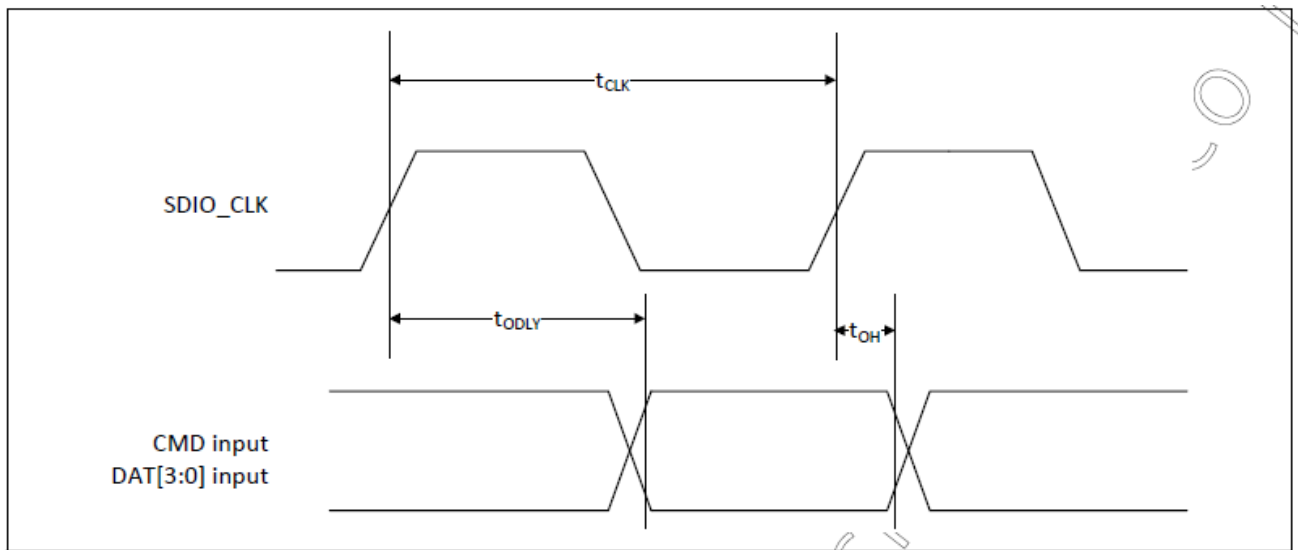 tCLK
SDIO_CLK
tODLY
tOH
CMD input
DAT[3:0] input